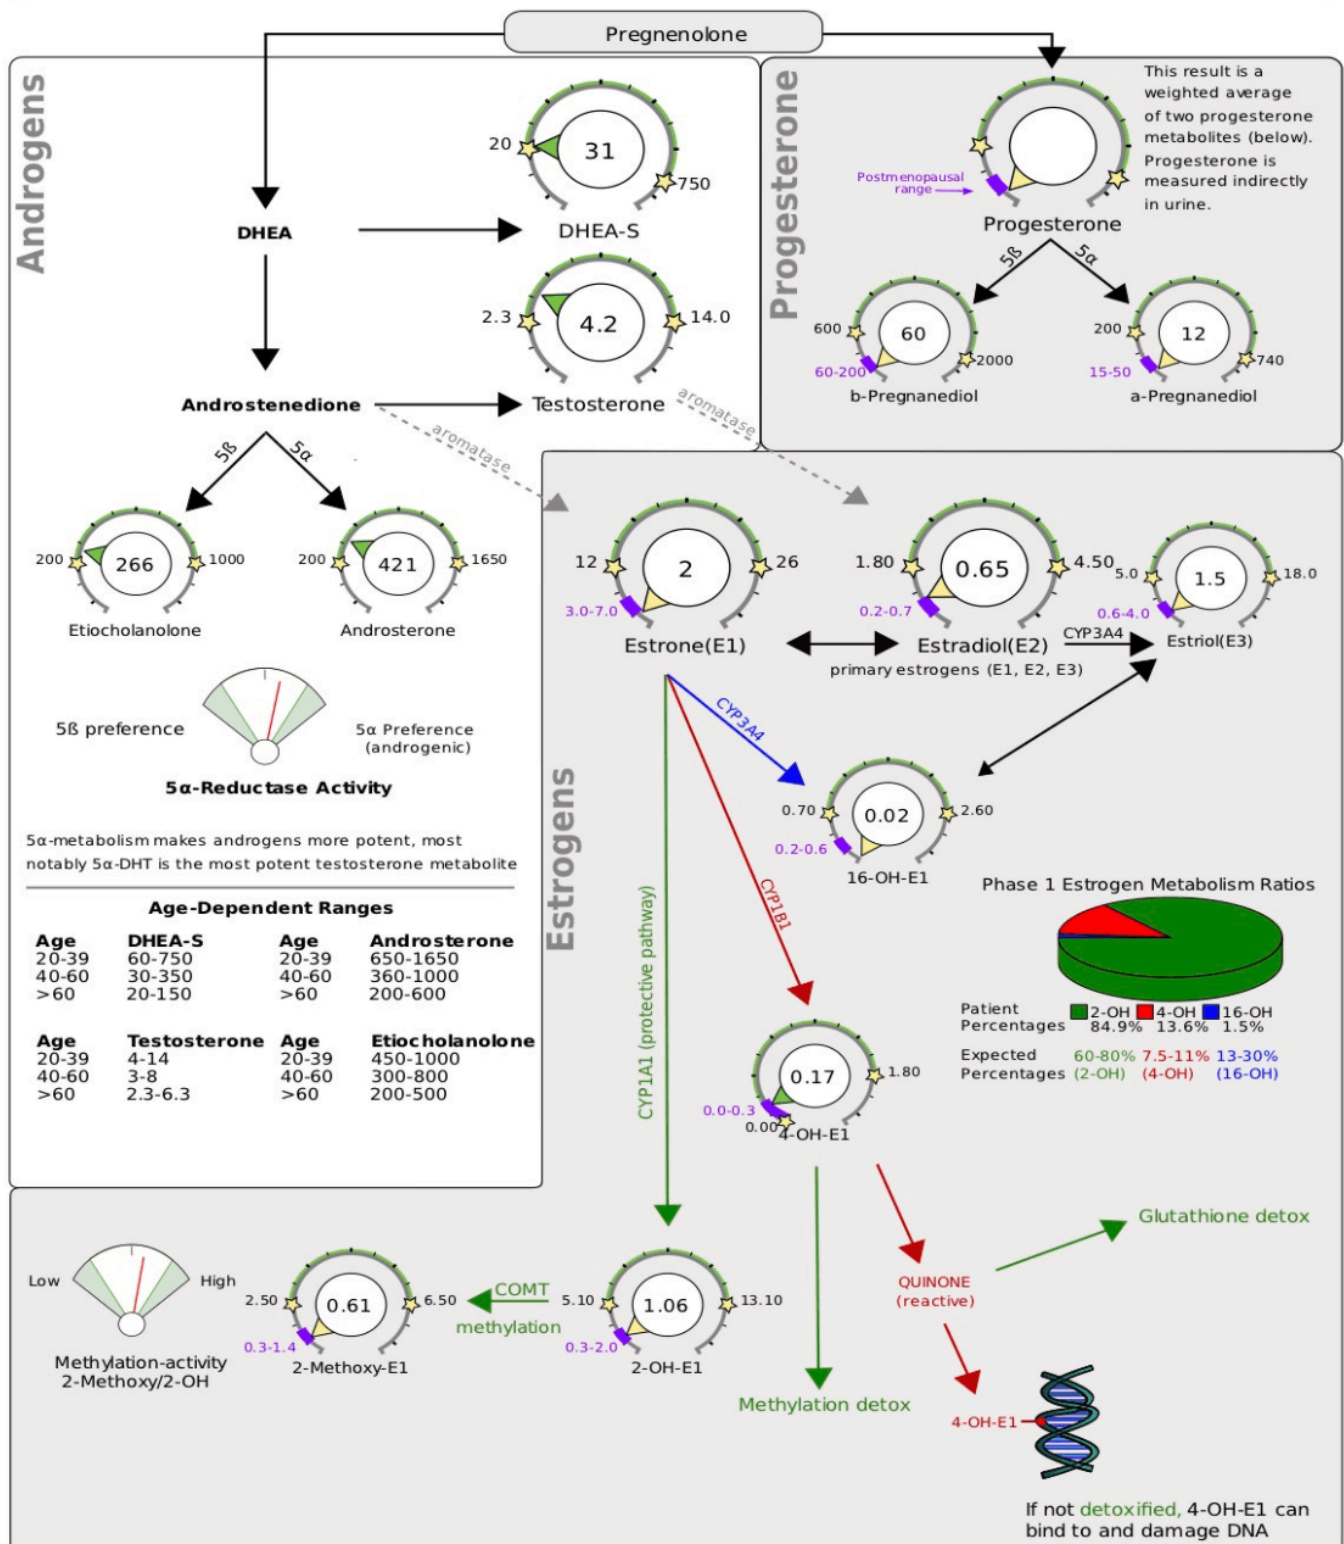 Pregnenolone
Androgens
20
31
750
DHEA-S
DHEA
2.3
4.2
14.0
Testosterone
Androstenedione
aromatase
aromatase
5ß
5α
200
266
1000
Etiocholanolone
200
421
1650
Androsterone
5ß preference
5α Preference
(androgenic)
5α-Reductase Activity
5α-metabolism makes androgens more potent, most
notably 5α-DHT is the most potent testosterone metabolite
Age-Dependent Ranges
Age DHEA-S Age Androsterone
20-39 60-750 20-39 650-1650
40-60 30-350 40-60 360-1000
>60 20-150 >60 200-600
Age Testosterone Age Etiocholanolone
20-39 4-14 20-39 450-1000
40-60 3-8 40-60 300-800
>60 2.3-6.3 >60 200-500
Progesterone
This result is a
weighted average
of two progesterone
metabolites (below).
Progesterone is
measured indirectly
in urine.
Postmenopausal
range
Progesterone
5ß
5α
600
60
2000
60-200
b-Pregnanediol
200
12
740
15-50
a-Pregnanediol
Estrogens
12
2
26
3.0-7.0
Estrone(E1)
1.80
0.65
4.50
0.2-0.7
Estradiol(E2)
CYP3A4
5.0
1.5
18.0
0.6-4.0
Estriol(E3)
primary estrogens (E1, E2, E3)
CYP3A4
0.70
0.02
2.60
0.2-0.6
16-OH-E1
CYP1B1
CYP1A1 (protective pathway)
Phase 1 Estrogen Metabolism Ratios
Patient 2-OH 4-OH 16-OH
Percentages 84.9% 13.6% 1.5%
Expected 60-80% 7.5-11% 13-30%
Percentages (2-OH) (4-OH) (16-OH)
0.17
1.80
0.0-0.3
0.00
4-OH-E1
Glutathione detox
QUINONE
(reactive)
Low
High
Methylation-activity
2-Methoxy/2-OH
2.50
0.61
6.50
0.3-1.4
2-Methoxy-E1
COMT
methylation
5.10
1.06
13.10
0.3-2.0
2-OH-E1
Methylation detox
4-OH-E1
If not detoxified, 4-OH-E1 can
bind to and damage DNA